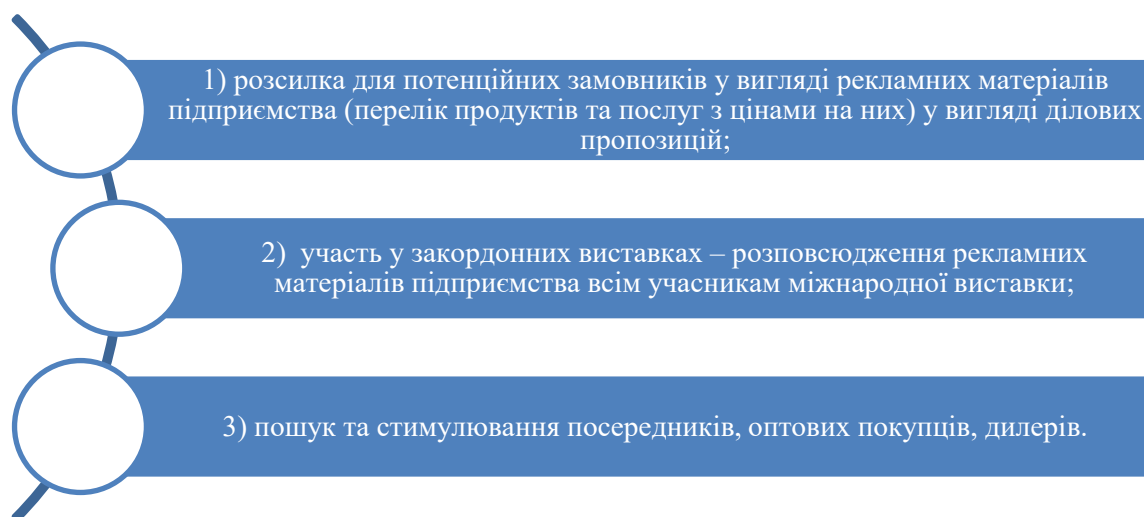 1) розсилка для потенційних замовників у вигляді рекламних матеріалів
підприємства (перелік продуктів та послуг з цінами на них) у вигляді ділових
пропозицій;
2)  участь у закордонних виставках – розповсюдження рекламних
матеріалів підприємства всім учасникам міжнародної виставки;
3) пошук та стимулювання посередників, оптових покупців, дилерів.